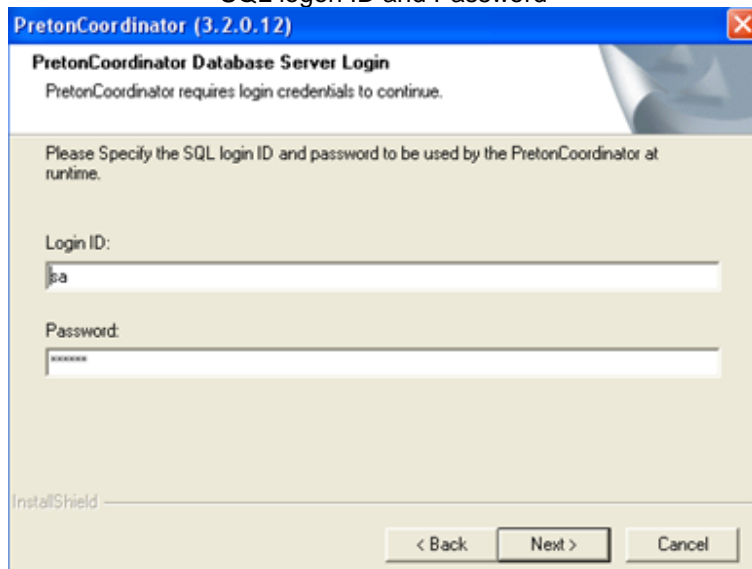 SQL logon ID and Password
PretonCoordinator (3.2.0.12)
PretonCoordinator Database Server Login
PretonCoordinator requires login credentials to continue.
Please Specify the SQL login ID and password to be used by the PretonCoordinator at
runtime.
Login ID:
sa
Password:
******
InstallShield
< Back Next > Cancel